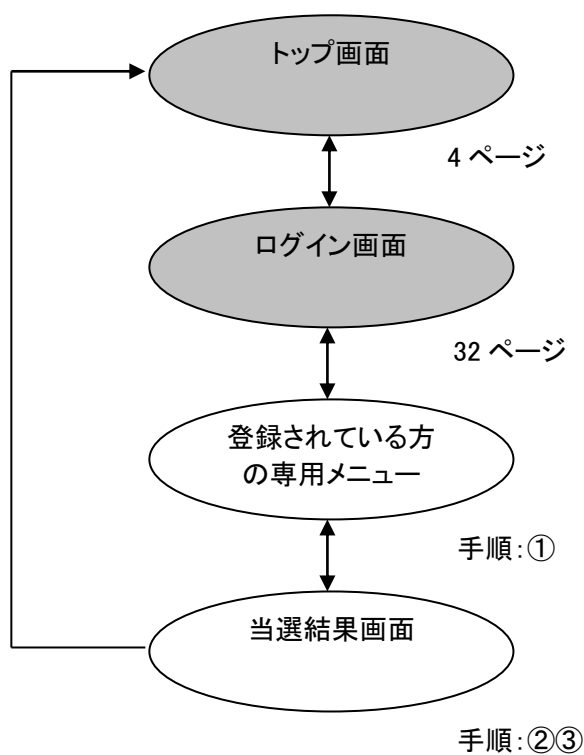 トップ画面
4 ページ
ログイン画面
32 ページ
登録されている方
の専用メニュー
手順：①
当選結果画面
手順：②③